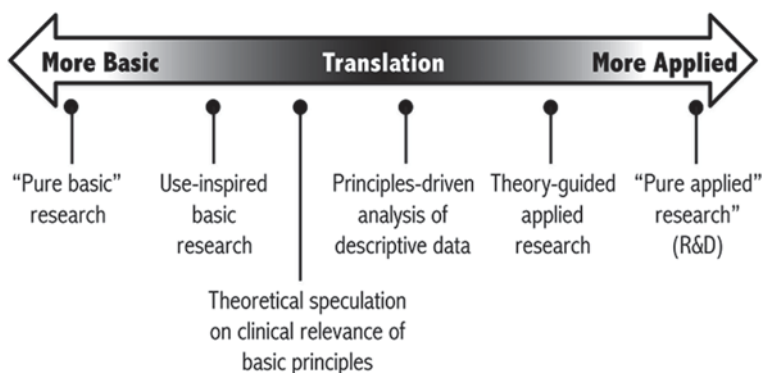 More Basic
Translation
More Applied
“Pure basic”
research
Use-inspired
basic
research
Theoretical speculation
on clinical relevance of
basic principles
Principles-driven
analysis of
descriptive data
Theory-guided
applied
research
“Pure applied”
research”
(R&D)